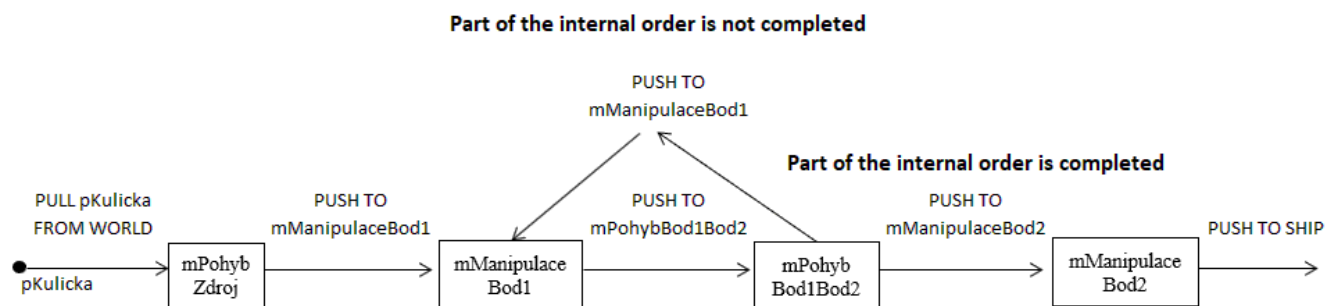 Part of the internal order is not completed
PUSH TO
mManipulaceBod1
Part of the internal order is completed
PULL pKulicka
FROM WORLD
PUSH TO
mManipulaceBod1
PUSH TO
mPohybBod1Bod2
PUSH TO
mManipulaceBod2
PUSH TO SHIP
pKulicka
mPohyb
Zdroj
mManipulace
Bod1
mPohyb
Bod1Bod2
mManipulace
Bod2